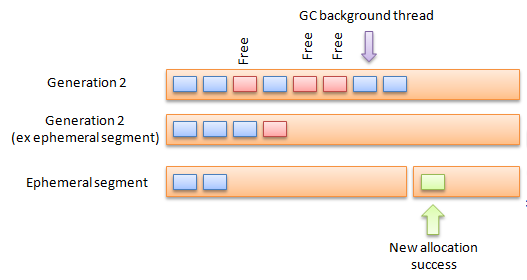 GC background thread
Free
Free
Free
Generation 2
Generation 2
(ex ephemeral segment)
Ephemeral segment
New allocation
success